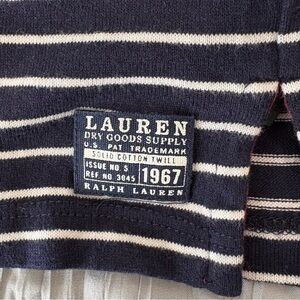 LAUREN
DRY GOODS SUPPLY
U.S. PAT TRADEMARK
SOLID COTTON TWILL
ISSUE NO. 5
REF. NO. 3045
1967
RALPH LAUREN